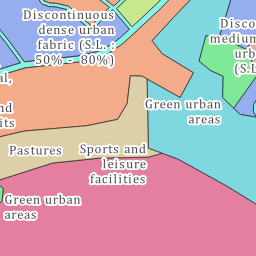 Discontinuous
dense urban
fabric (S.L. :
50% - 80%)
Disco
medium
urb
(S.L
al,
nd
its
Green urban
areas
Pastures
Sports and
leisure
facilities
Green urban
areas